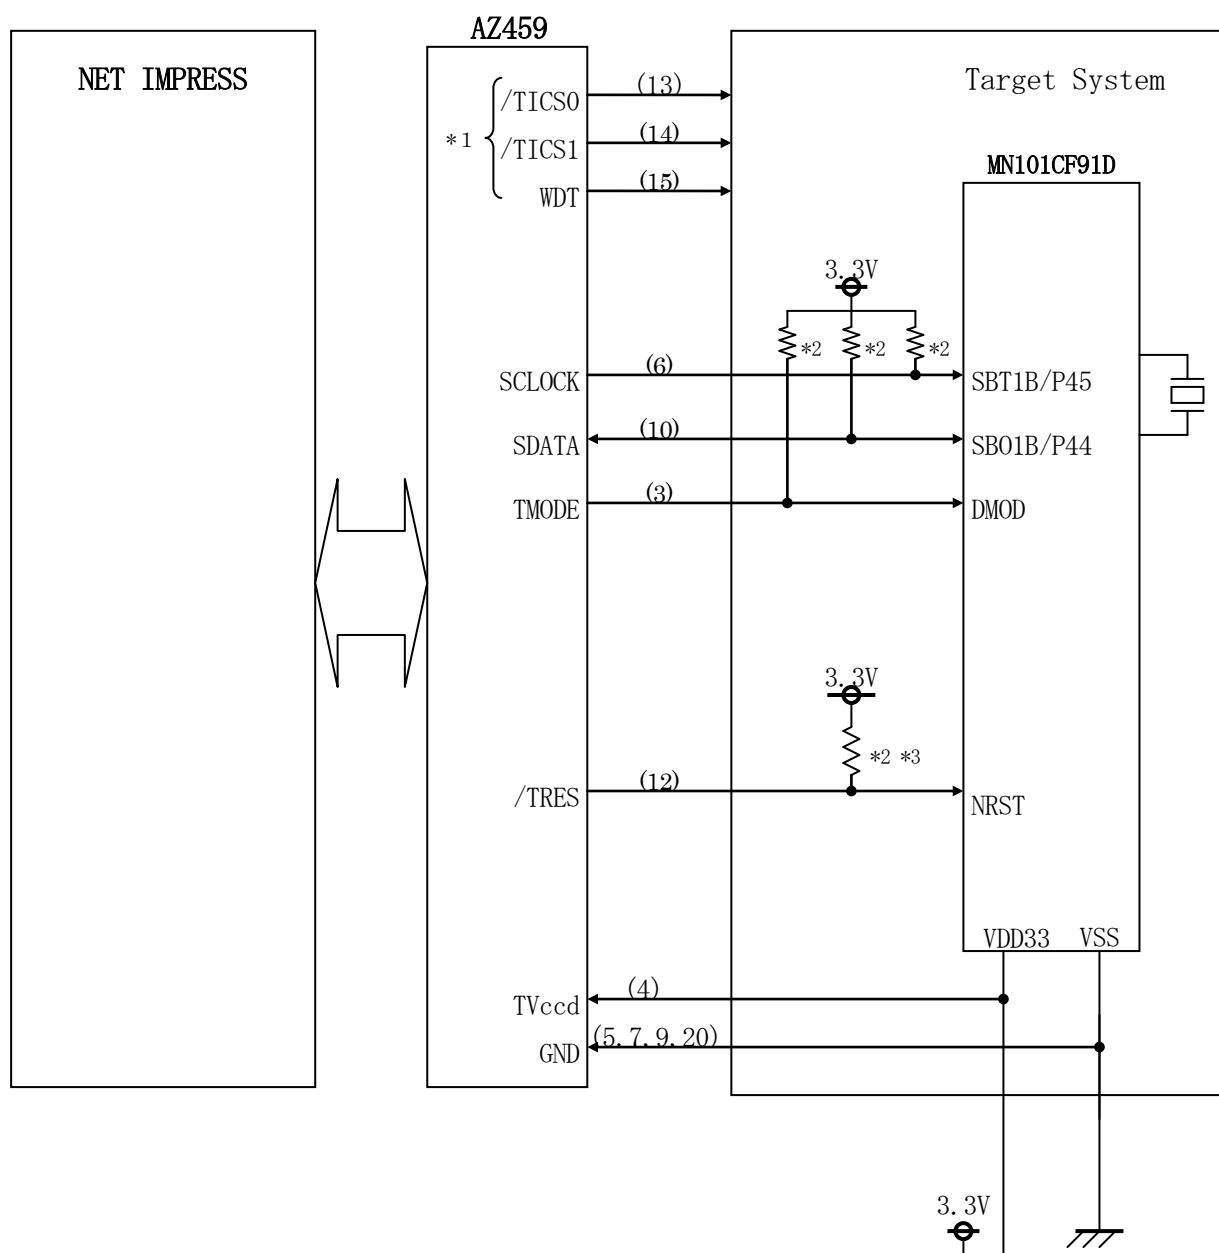 AZ459
NET IMPRESS
Target System
/TICS0
(13)
*1
/TICS1
(14)
WDT
(15)
MN101CF91D
3.3V
*2
*2
*2
SCLOCK
(6)
SBT1B/P45
SDATA
(10)
SBO1B/P44
TMODE
(3)
DMOD
3.3V
*2 *3
/TRES
(12)
NRST
VDD33
VSS
TVccd
(4)
GND
(5,7,9,20)
3.3V